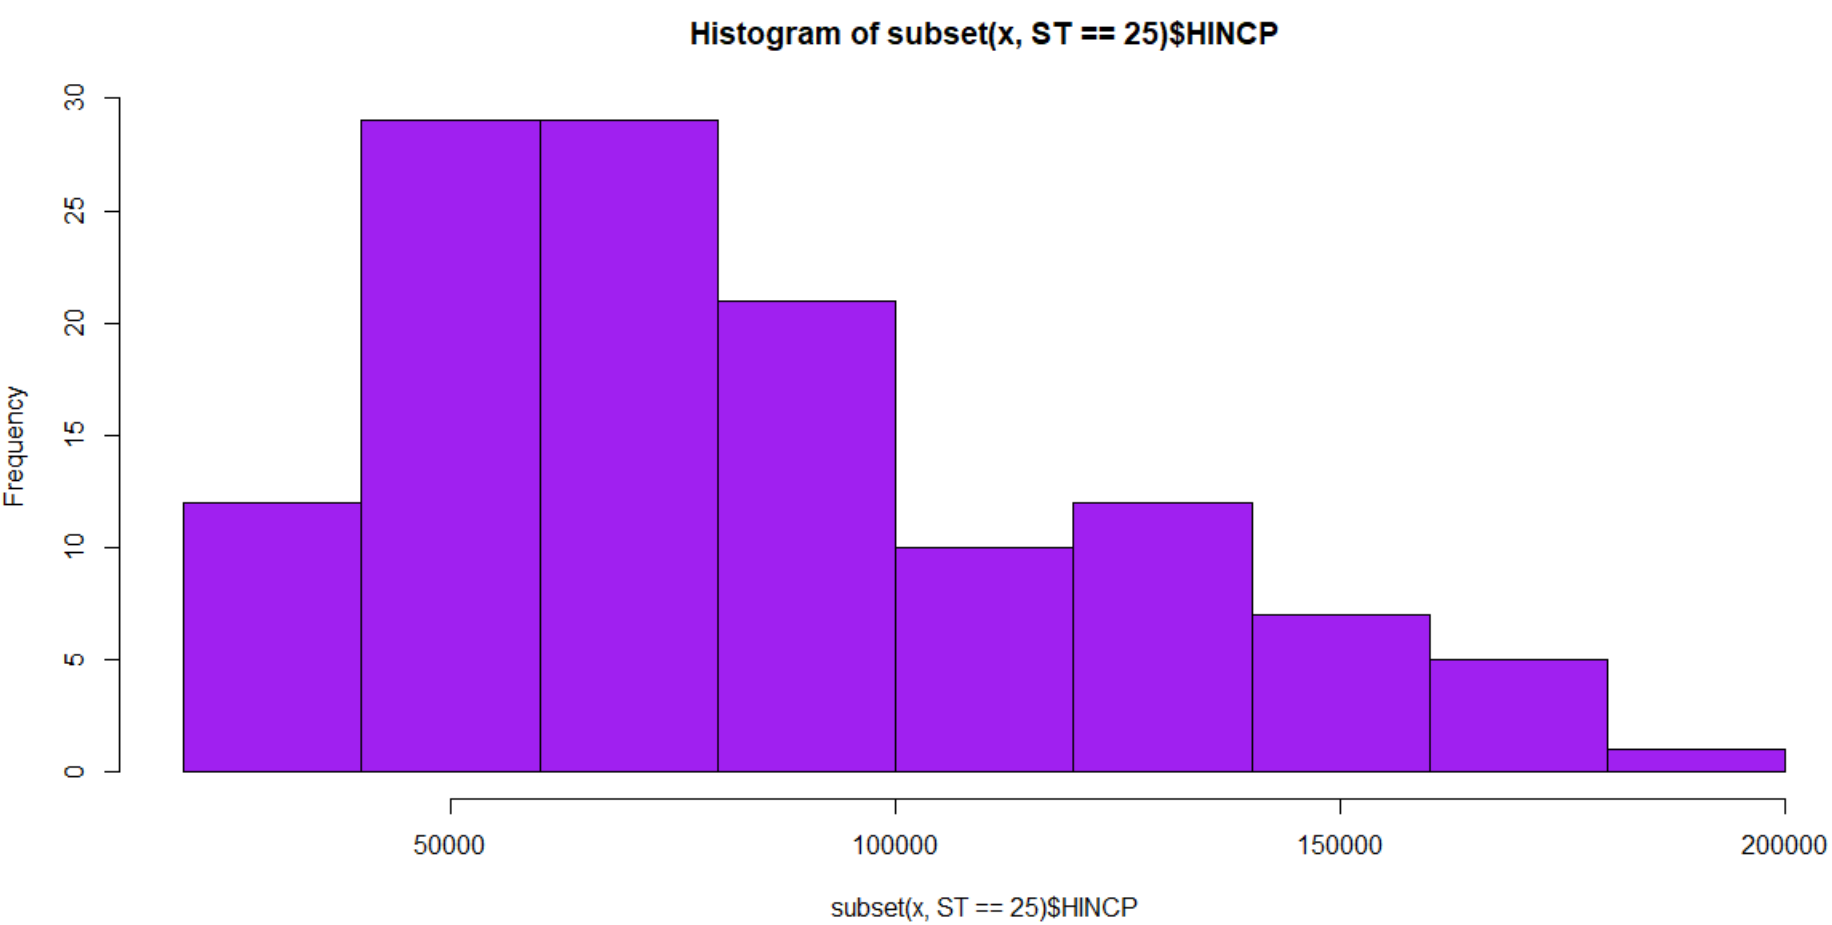 Histogram of subset(x, ST == 25)$HINCP
Frequency
30
25
20
15
10
5
0
50000 100000 150000 200000
subset(x, ST == 25)$HINCP